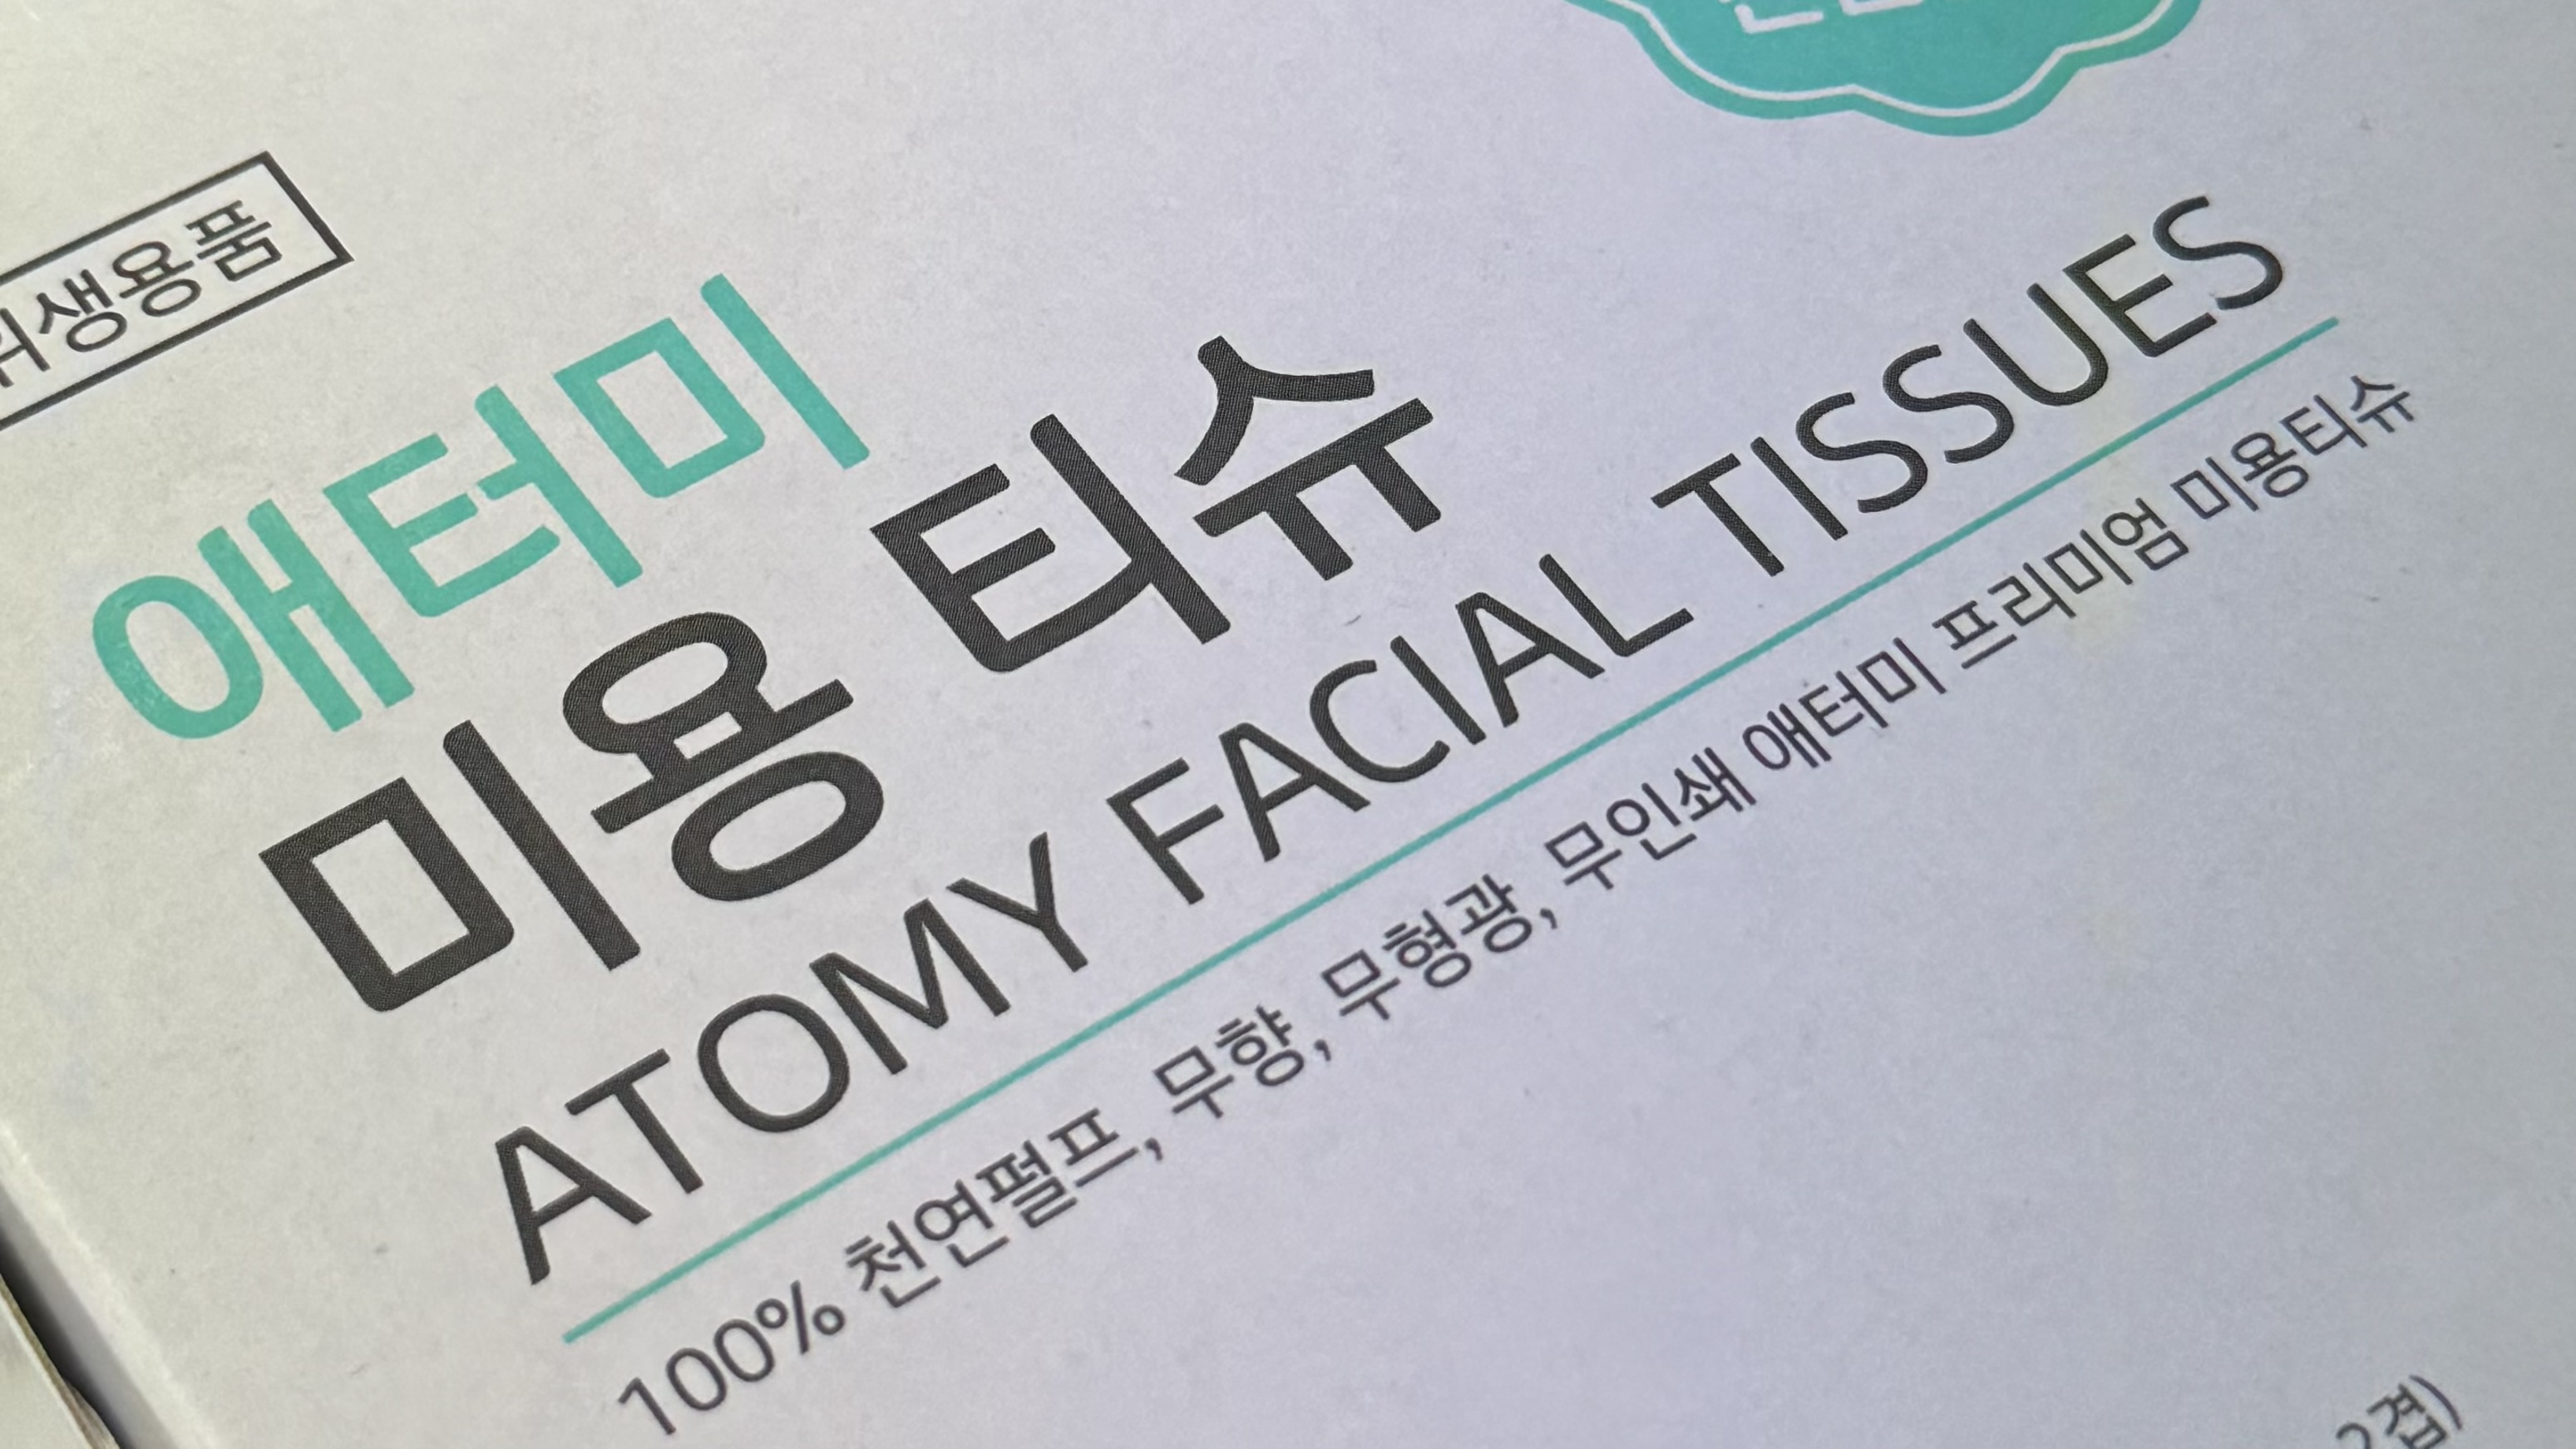 위생용품
애터미
미용 티슈
ATOMY FACIAL TISSUES
100% 천연펄프, 무향, 무형광, 무인쇄 애터미 프리미엄 미용티슈
2겹)